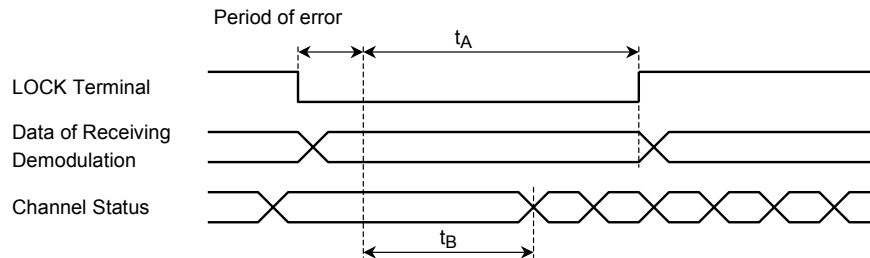 Period of error
tA
LOCK Terminal
Data of Receiving
Demodulation
Channel Status
tB